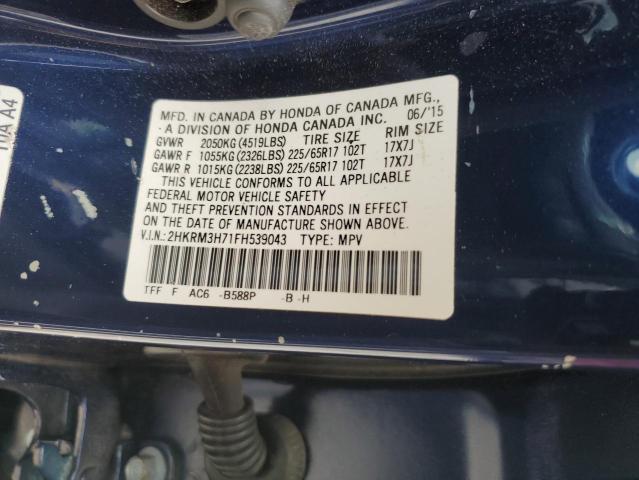 MFD. IN CANADA BY HONDA OF CANADA MFG.,
• A DIVISION OF HONDA CANADA INC. 06/'15
GVWR 2050KG (4519LBS) TIRE SIZE RIM SIZE
GAWR F 1055KG (2326LBS) 225/65R17 102T 17X7J
GAWR R 1015KG (2238LBS) 225/65R17 102T 17X7J
THIS VEHICLE CONFORMS TO ALL APPLICABLE
FEDERAL MOTOR VEHICLE SAFETY
AND THEFT PREVENTION STANDARDS IN EFFECT
ON THE DATE OF MANUFACTURE SHOWN ABOVE.
V.I.N.: 2HKRM3H71FH539043 TYPE: MPV
TFF F AC6 -B588P -B -H
A4